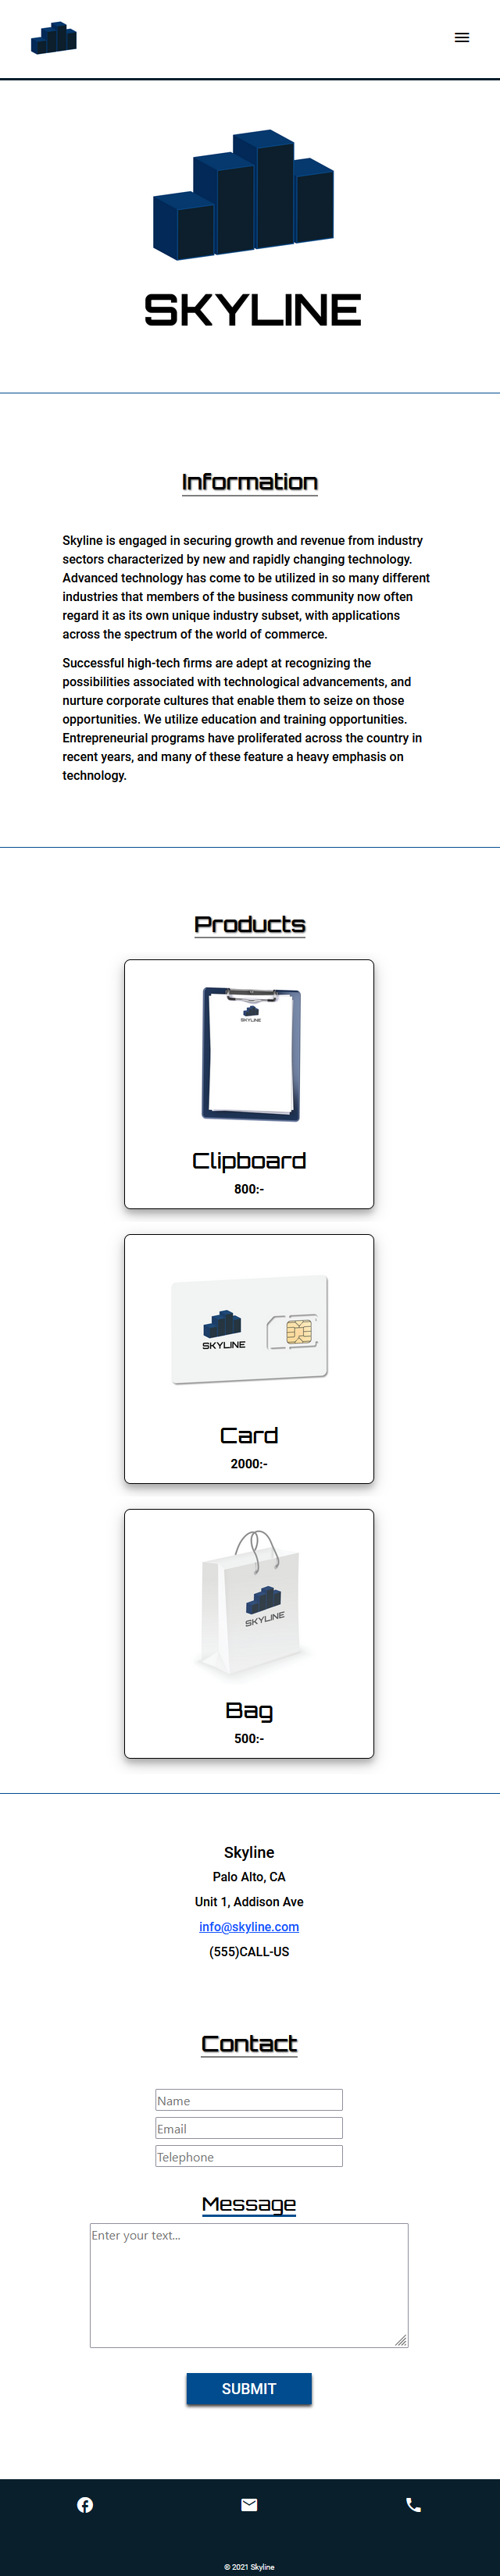 SKYLINE
Information
Skyline is engaged in securing growth and revenue from industry
sectors characterized by new and rapidly changing technology.
Advanced technology has come to be utilized in so many different
industries that members of the business community now often
regard it as its own unique industry subset, with applications
across the spectrum of the world of commerce.
Successful high-tech firms are adept at recognizing the
possibilities associated with technological advancements, and
nurture corporate cultures that enable them to seize on those
opportunities. We utilize education and training opportunities.
Entrepreneurial programs have proliferated across the country in
recent years, and many of these feature a heavy emphasis on
technology.
Products
SKYLINE
Clipboard
800:-
SKYLINE
Card
2000:-
SKYLINE
Bag
500:-
Skyline
Palo Alto, CA
Unit 1, Addison Ave
info@skyline.com
(555)CALL-US
Contact
Name
Email
Telephone
Message
Enter your text...
SUBMIT
© 2021 Skyline